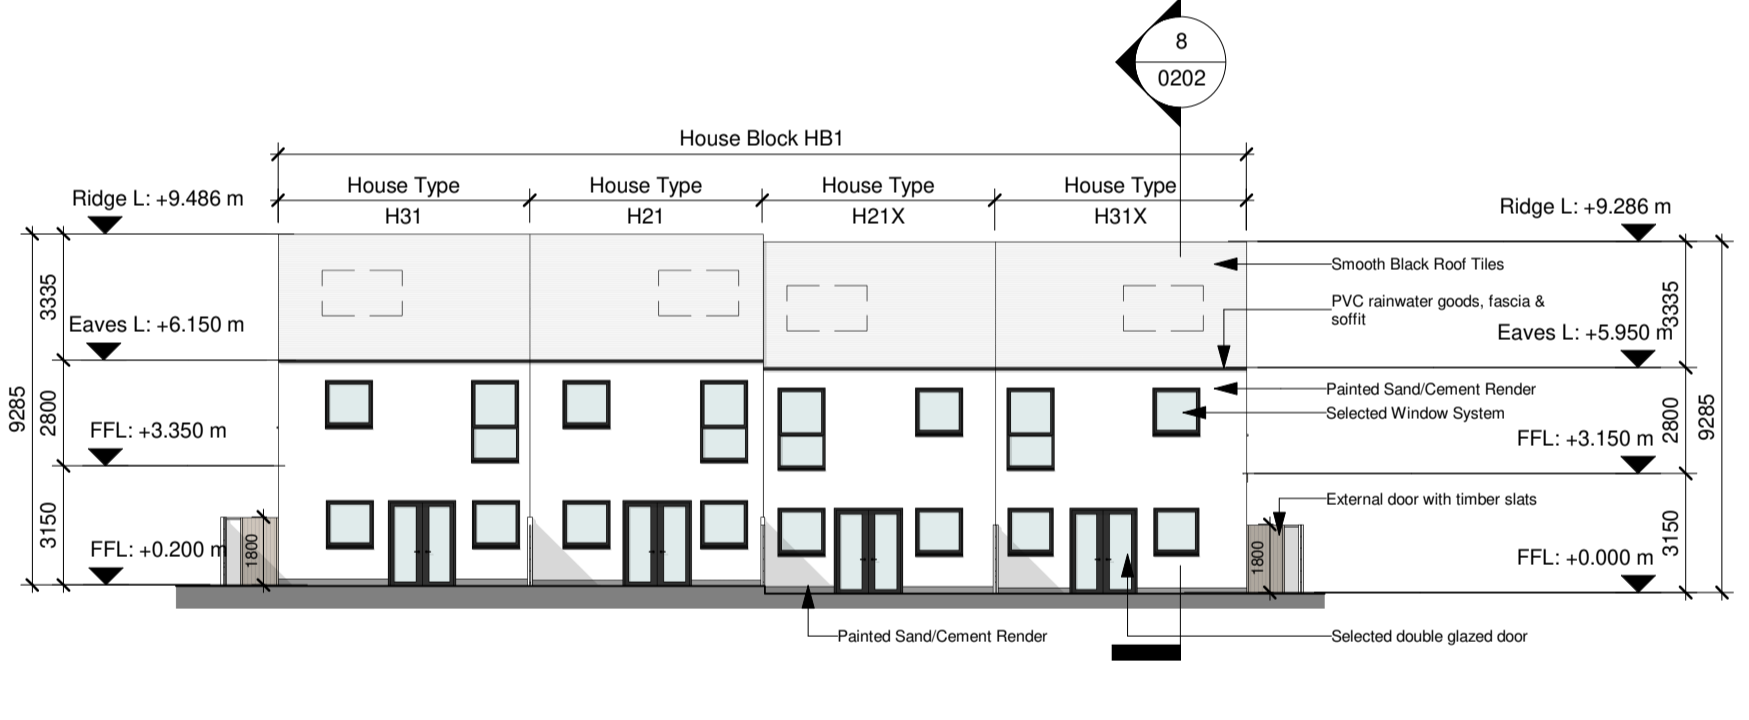 8
0202
House Block HB1
House Type
House Type
House Type
House Type
H31
H21
H21X
H31X
Ridge L: +9.486 m
Ridge L: +9.286 m
Smooth Black Roof Tiles
PVC rainwater goods, fascia &
soffit
3335
3335
Eaves L: +6.150 m
Eaves L: +5.950 m
Painted Sand/Cement Render
Selected Window System
9285
2800
2800
9285
FFL: +3.350 m
FFL: +3.150 m
External door with timber slats
3150
3150
FFL: +0.200 m
1800
1800
FFL: +0.000 m
Painted Sand/Cement Render
Selected double glazed door